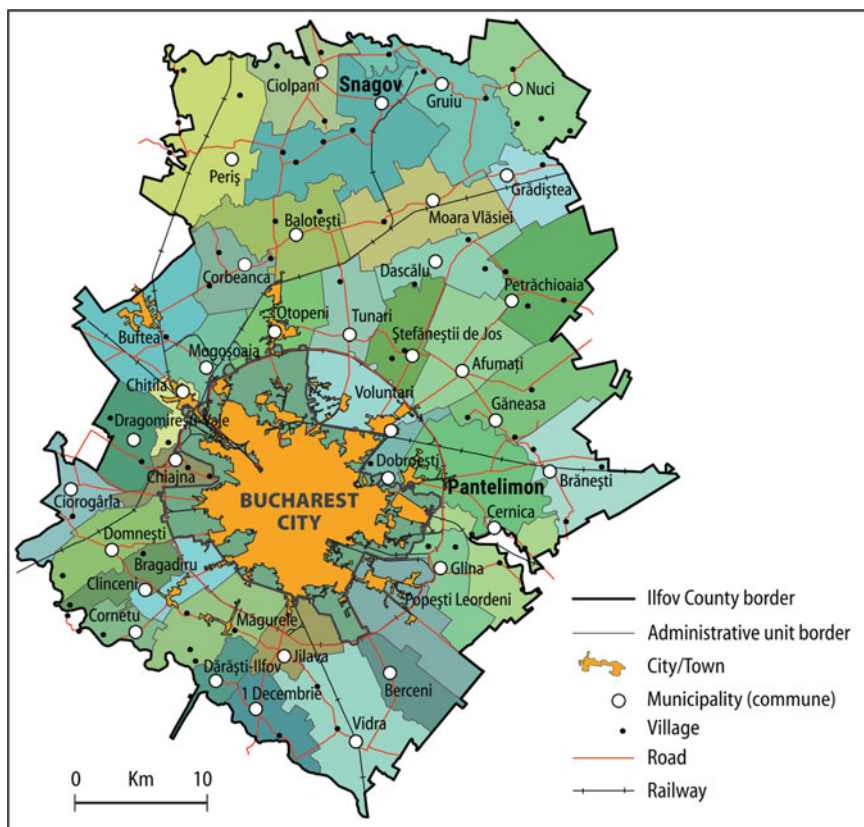 Ciolpani
Snagov
Gruiu
Nuci
Periș
Grădiștea
Moara Vlăsiei
Balotești
Corbeanca
Dascălu
Petrăchioaia
Otopeni
Tunari
Ștefăneștii de Jos
Buftea
Mogoșoaia
Afumați
Chitila
Voluntari
Găneasa
Dragomirești-Vale
Dobroești
Chiajna
Pantelimon
Brănești
Ciorogârla
BUCHAREST
CITY
Cernica
Domnești
Bragadiru
Glina
Clinceni
Popești Leordeni
Cornetu
Măgurele
Jilava
Dărăști-Ilfov
1 Decembrie
Berceni
Vidra
Ilfov County border
Administrative unit border
City/Town
Municipality (commune)
Village
Road
Railway
0 Km 10